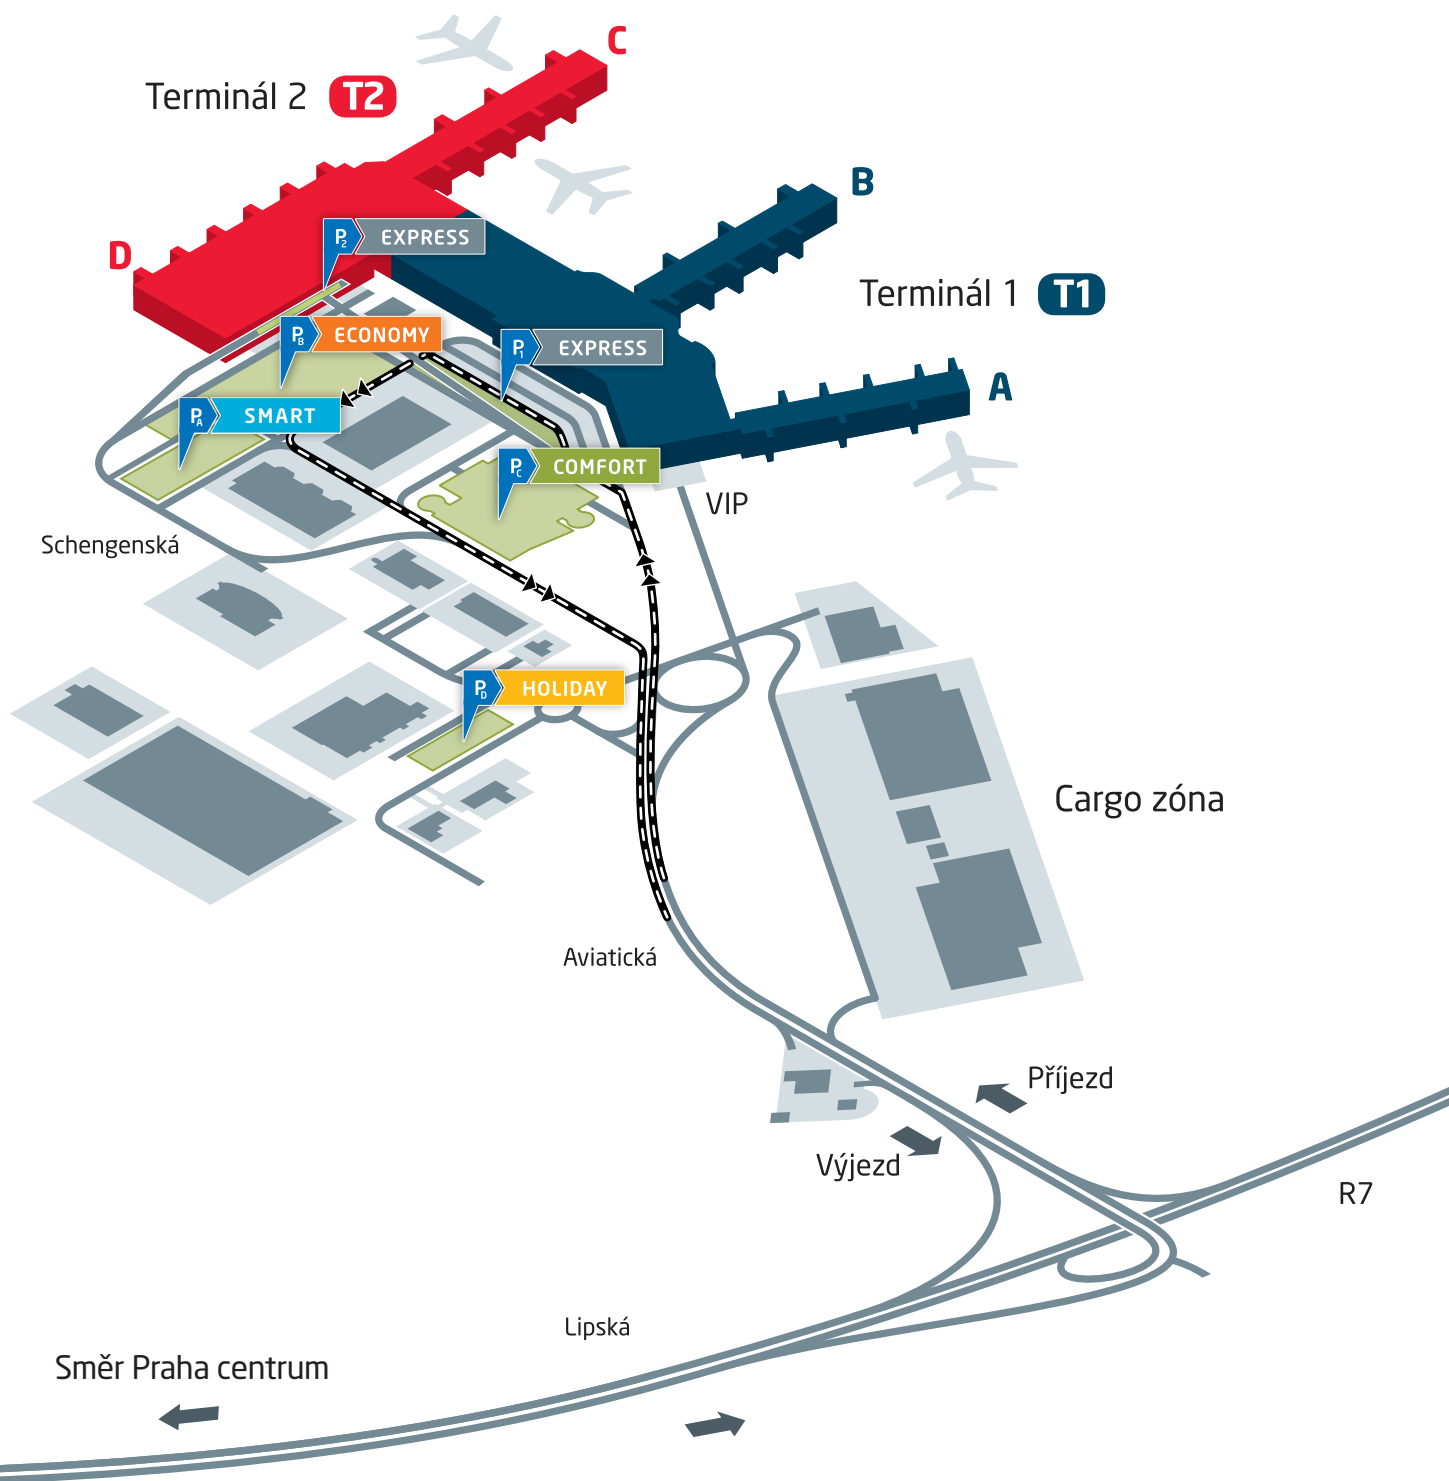 C
Terminál 2 T2
B
D
P2 EXPRESS
Terminál 1 T1
PB ECONOMY
P1 EXPRESS
A
PA SMART
PC COMFORT
VIP
Schengenská
PD HOLIDAY
Cargo zóna
Aviatická
Příjezd
Výjezd
R7
Lipská
Směr Praha centrum